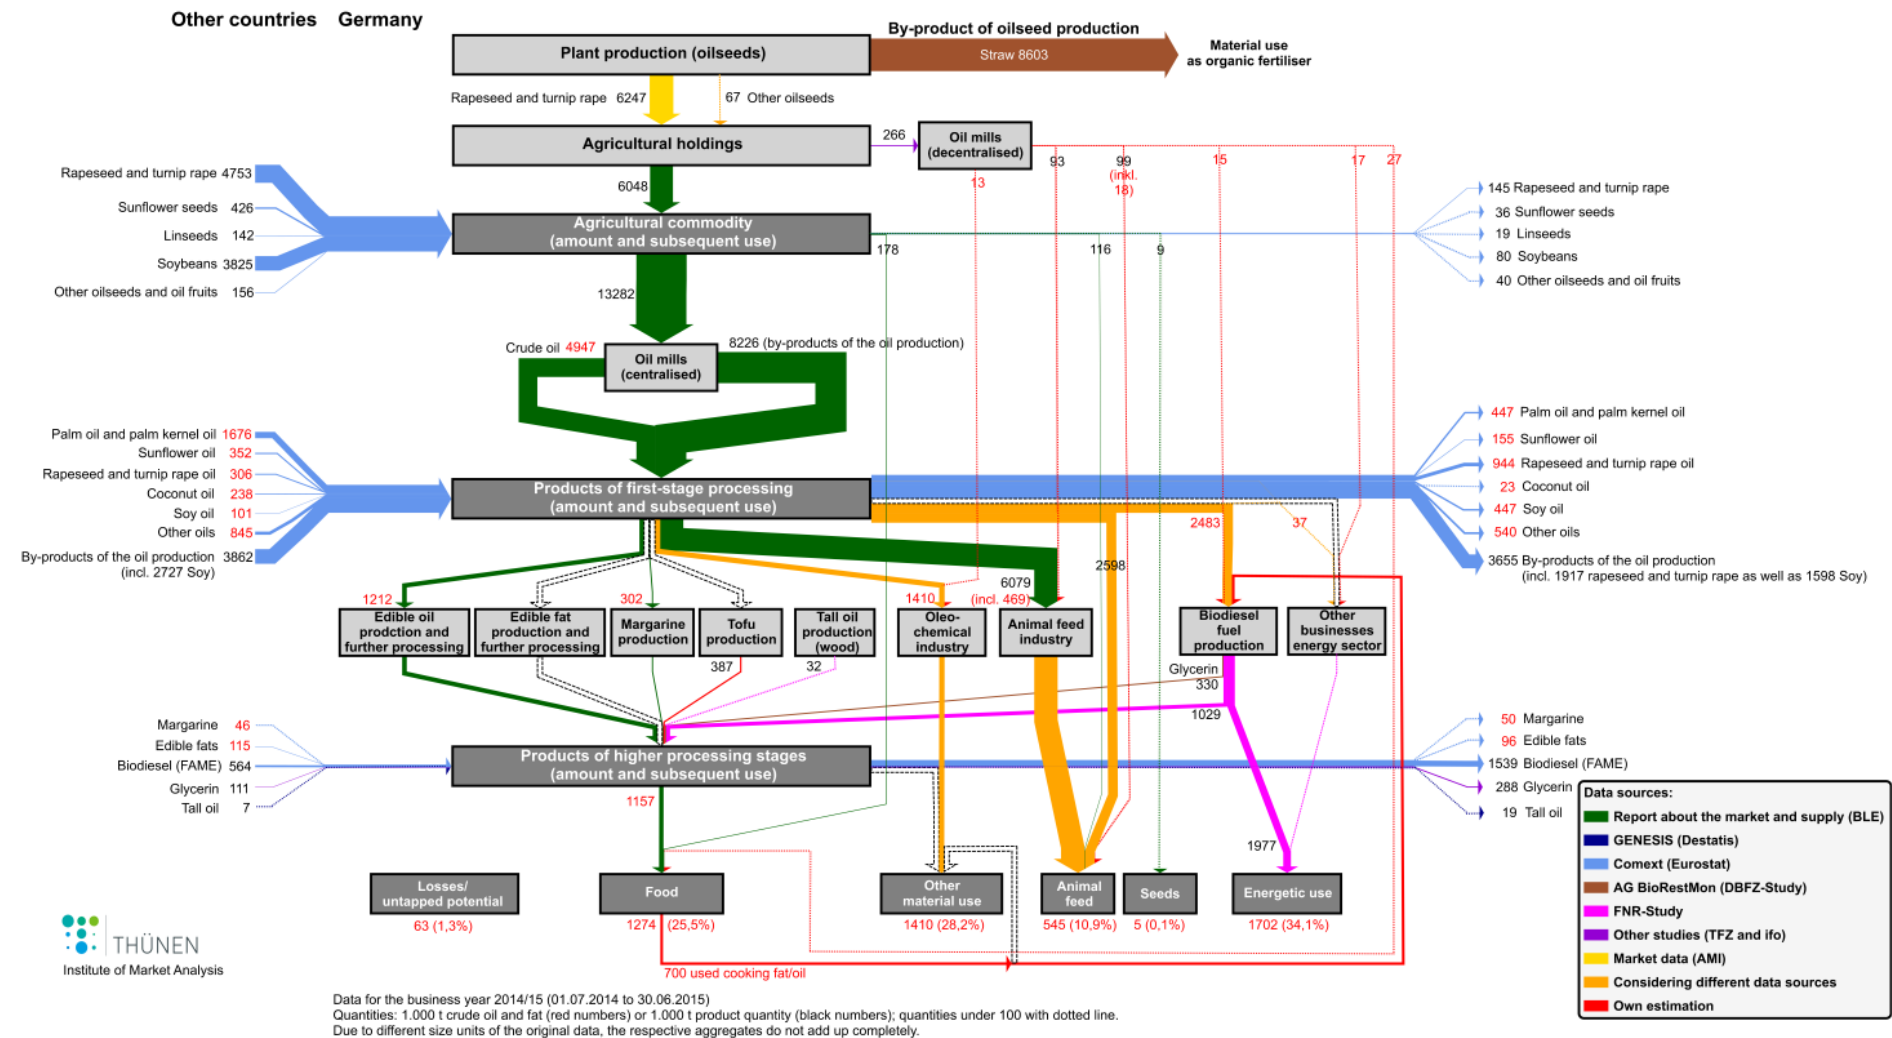 Other countries Germany
Plant production (oilseeds)
By-product of oilseed production
Straw 8603
Material use
as organic fertiliser
Rapeseed and turnip rape 6247
67 Other oilseeds
Agricultural holdings
266
Oil mills
(decentralised)
13
93
99
(inkl.
18)
15
17
27
6048
Rapeseed and turnip rape 4753
Sunflower seeds 426
Linseeds 142
Soybeans 3825
Other oilseeds and oil fruits 156
Agricultural commodity
(amount and subsequent use)
178
116
9
145 Rapeseed and turnip rape
36 Sunflower seeds
19 Linseeds
80 Soybeans
40 Other oilseeds and oil fruits
13282
Crude oil 4947
Oil mills
(centralised)
8226 (by-products of the oil production)
Palm oil and palm kernel oil 1676
Sunflower oil 352
Rapeseed and turnip rape oil 306
Coconut oil 238
Soy oil 101
Other oils 845
By-products of the oil production 3862
(incl. 2727 Soy)
Products of first-stage processing
(amount and subsequent use)
447 Palm oil and palm kernel oil
155 Sunflower oil
944 Rapeseed and turnip rape oil
23 Coconut oil
447 Soy oil
540 Other oils
3655 By-products of the oil production
(incl. 1917 rapeseed and turnip rape as well as 1598 Soy)
2483
37
2598
6079
(incl. 469)
1212
302
1410
Edible oil
prodction and
further processing
Edible fat
production and
further processing
Margarine
production
Tofu
production
Tall oil
production
(wood)
Oleo-
chemical
industry
Animal feed
industry
Biodiesel
fuel
production
Other
businesses
energy sector
387
32
Glycerin
330
1029
Margarine 46
Edible fats 115
Biodiesel (FAME) 564
Glycerin 111
Tall oil 7
Products of higher processing stages
(amount and subsequent use)
50 Margarine
96 Edible fats
1539 Biodiesel (FAME)
288 Glycerin
19 Tall oil
1157
1977
Losses/
untapped potential
63 (1,3%)
Food
1274 (25,5%)
Other
material use
1410 (28,2%)
Animal
feed
545 (10,9%)
Seeds
5 (0,1%)
Energetic use
1702 (34,1%)
700 used cooking fat/oil
Data sources:
Report about the market and supply (BLE)
GENESIS (Destatis)
Comext (Eurostat)
AG BioRestMon (DBFZ-Study)
FNR-Study
Other studies (TFZ and ifo)
Market data (AMI)
Considering different data sources
Own estimation
THÜNEN
Institute of Market Analysis
Data for the business year 2014/15 (01.07.2014 to 30.06.2015)
Quantities: 1.000 t crude oil and fat (red numbers) or 1.000 t product quantity (black numbers); quantities under 100 with dotted line.
Due to different size units of the original data, the respective aggregates do not add up completely.